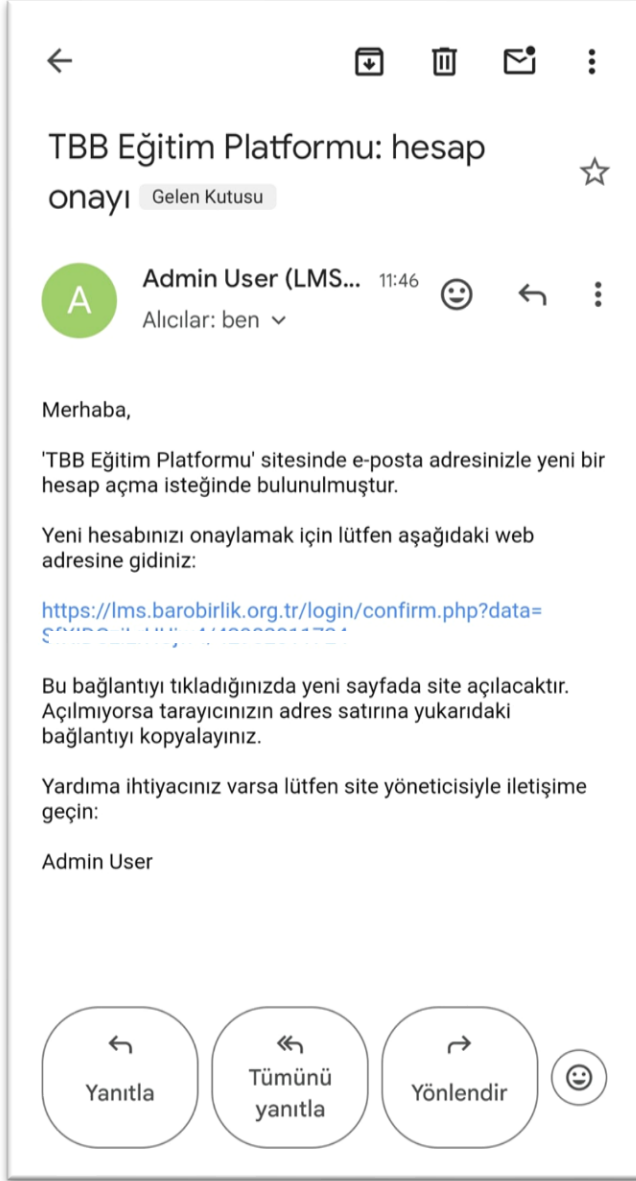 TBB Eğitim Platformu: hesap
onayı Gelen Kutusu
A
Admin User (LMS... 11:46
Alıcılar: ben
Merhaba,
'TBB Eğitim Platformu' sitesinde e-posta adresinizle yeni bir
hesap açma isteğinde bulunulmuştur.
Yeni hesabınızı onaylamak için lütfen aşağıdaki web
adresine gidiniz:
https://lms.barobirlik.org.tr/login/confirm.php?data=
Bu bağlantıyı tıkladığınızda yeni sayfada site açılacaktır.
Açılmıyorsa tarayıcınızın adres satırına yukarıdaki
bağlantıyı kopyalayınız.
Yardıma ihtiyacınız varsa lütfen site yöneticisiyle iletişime
geçin:
Admin User
Yanıtla
Tümünü
yanıtla
Yönlendir